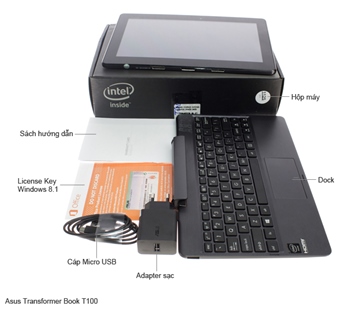 intel
inside
Hộp máy
Sách hướng dẫn
License Key
Windows 8.1
Office
Dock
Cáp Micro USB
Adapter sạc
Asus Transformer Book T100